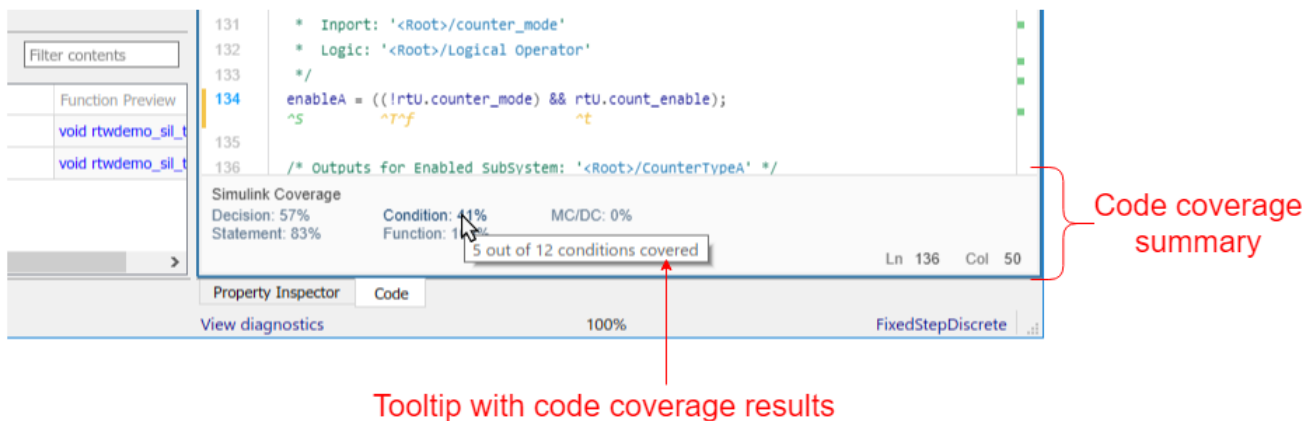 131 * Inport: '<Root>/counter_mode'
132 * Logic: '<Root>/Logical Operator'
Filter contents
133 */
Function Preview
134 enableA = ((!rtU.counter_mode) && rtU.count_enable);
^S ^T^f ^t
void rtwdemo_sil_t
135
void rtwdemo_sil_t
136 /* Outputs for Enabled SubSystem: '<Root>/CounterTypeA' */
Simulink Coverage
Decision: 57% Condition: 41% MC/DC: 0%
Statement: 83% Function:
5 out of 12 conditions covered
Ln 136 Col 50
Code coverage
summary
Property Inspector Code
View diagnostics 100% FixedStepDiscrete
Tooltip with code coverage results